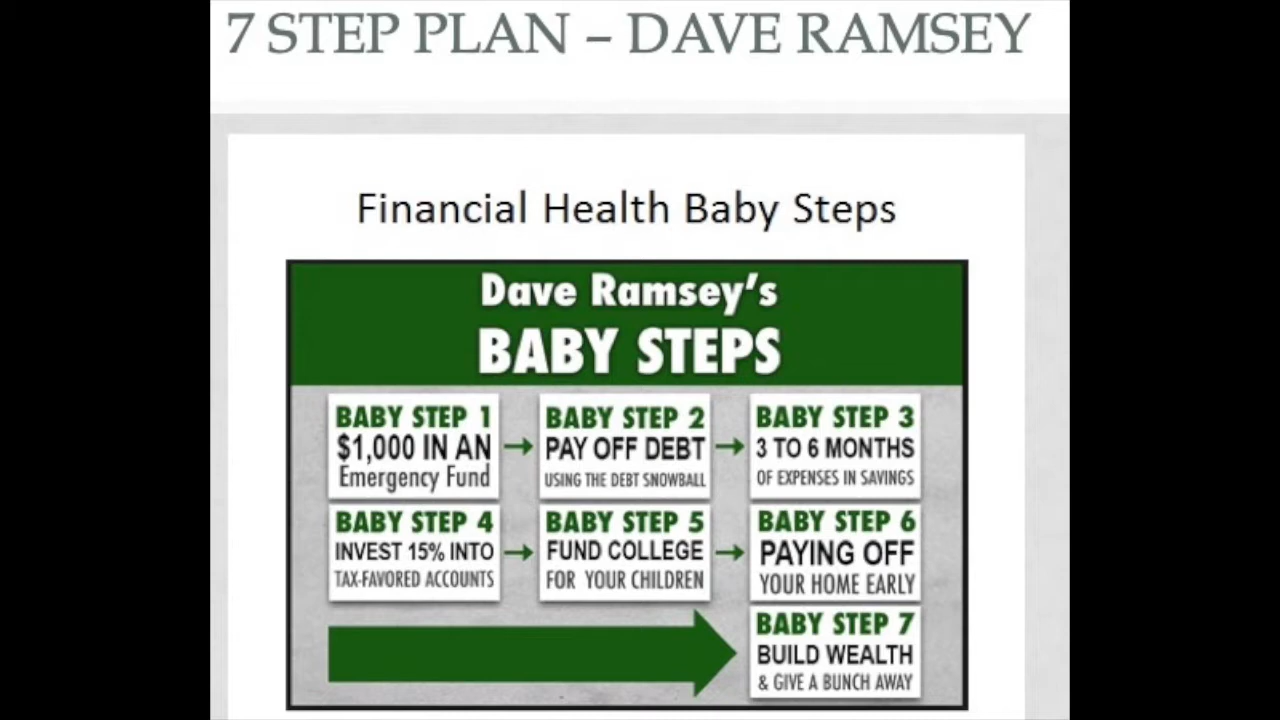 7 STEP PLAN – DAVE RAMSEY
Financial Health Baby Steps
Dave Ramsey's
BABY STEPS
BABY STEP 1
$1,000 IN AN
Emergency Fund
BABY STEP 2
PAY OFF DEBT
USING THE DEBT SNOWBALL
BABY STEP 3
3 TO 6 MONTHS
OF EXPENSES IN SAVINGS
BABY STEP 4
INVEST 15% INTO
TAX-FAVORED ACCOUNTS
BABY STEP 5
FUND COLLEGE
FOR YOUR CHILDREN
BABY STEP 6
PAYING OFF
YOUR HOME EARLY
BABY STEP 7
BUILD WEALTH
& GIVE A BUNCH AWAY